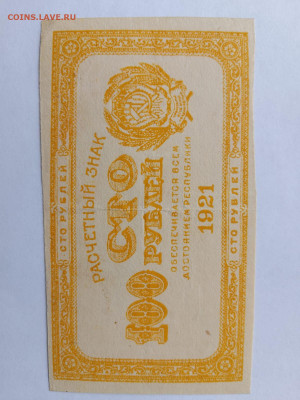 COINS.LAVE.RU
РАСЧЕТНЫЙ ЗНАК
СТО
100 РУБЛЕЙ
ОБЕСПЕЧИВАЕТСЯ ВСЕМ
ДОСТОЯНИЕМ РЕСПУБЛИКИ
1921
СТО РУБЛЕЙ
СТО РУБЛЕЙ